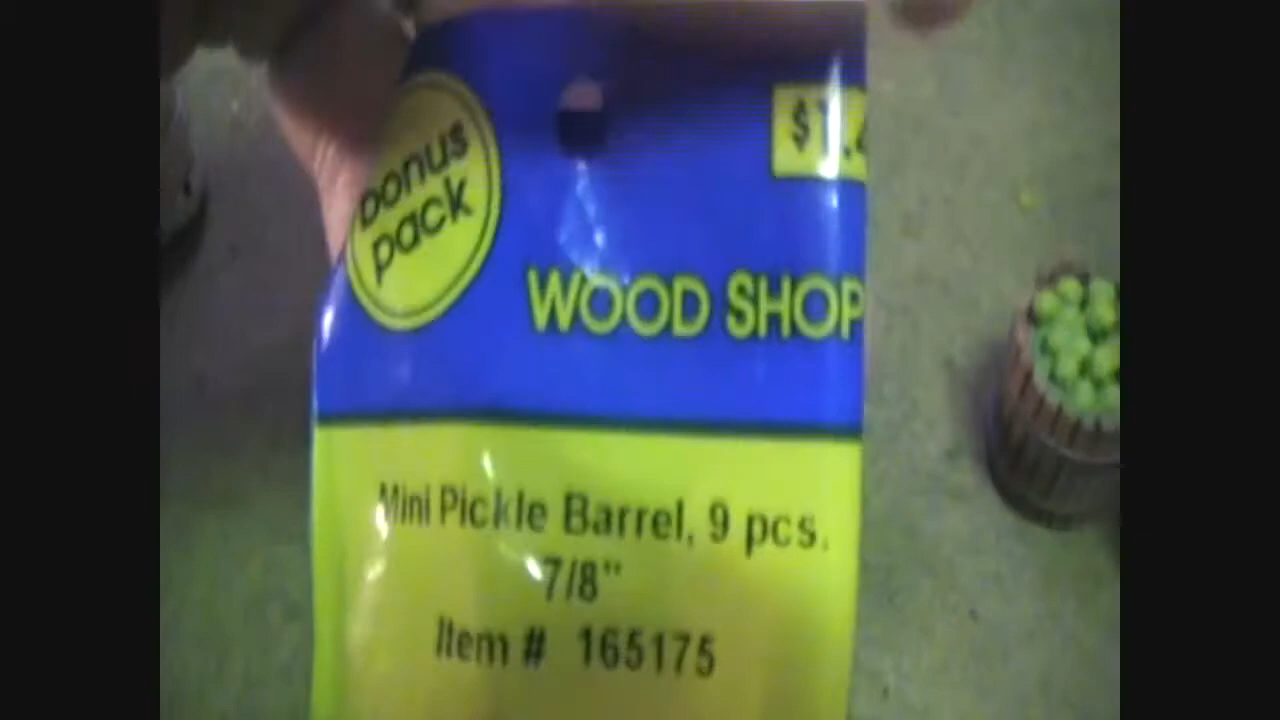 bonus
pack
WOOD SHOP
Mini Pickle Barrel, 9 pcs.
7/8"
Item # 165175